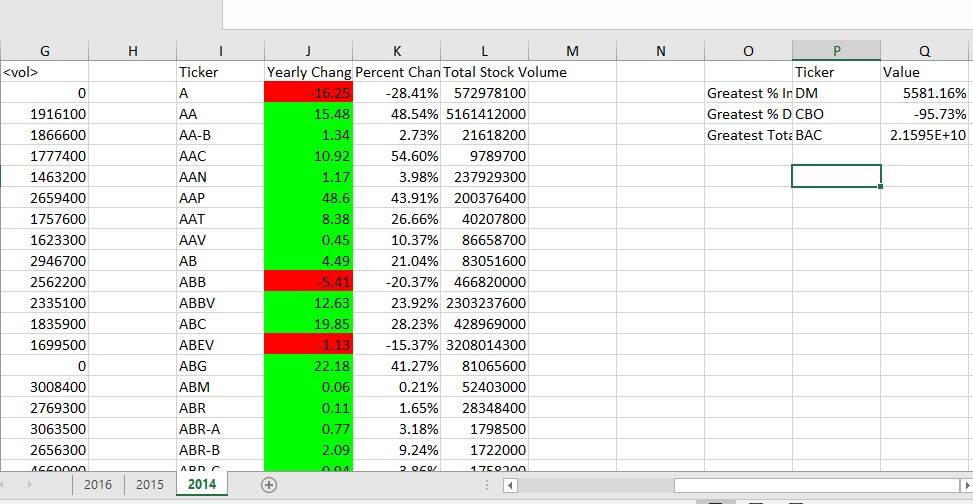 G H I J K L M N O P Q
<vol> Ticker Yearly Chang Percent Chan Total Stock Volume Ticker Value
0 A -16.25 -28.41% 572978100 Greatest % In DM 5581.16%
1916100 AA 15.48 48.54% 5161412000 Greatest % D CBO -95.73%
1866600 AA-B 1.34 2.73% 21618200 Greatest Tota BAC 2.1595E+10
1777400 AAC 10.92 54.60% 9789700
1463200 AAN 1.17 3.98% 237929300
2659400 AAP 48.6 43.91% 200376400
1757600 AAT 8.38 26.66% 40207800
1623300 AAV 0.45 10.37% 86658700
2946700 AB 4.49 21.04% 83051600
2562200 ABB -5.41 -20.37% 466820000
2335100 ABBV 12.63 23.92% 2303237600
1835900 ABC 19.85 28.23% 428969000
1699500 ABEV -1.13 -15.37% 3208014300
0 ABG 22.18 41.27% 81065600
3008400 ABM 0.06 0.21% 52403000
2769300 ABR 0.11 1.65% 28348400
3063500 ABR-A 0.77 3.18% 1798500
2656300 ABR-B 2.09 9.24% 1722000
4669000 ABR-C 0.94 3.86% 1758200
2016 2015 2014